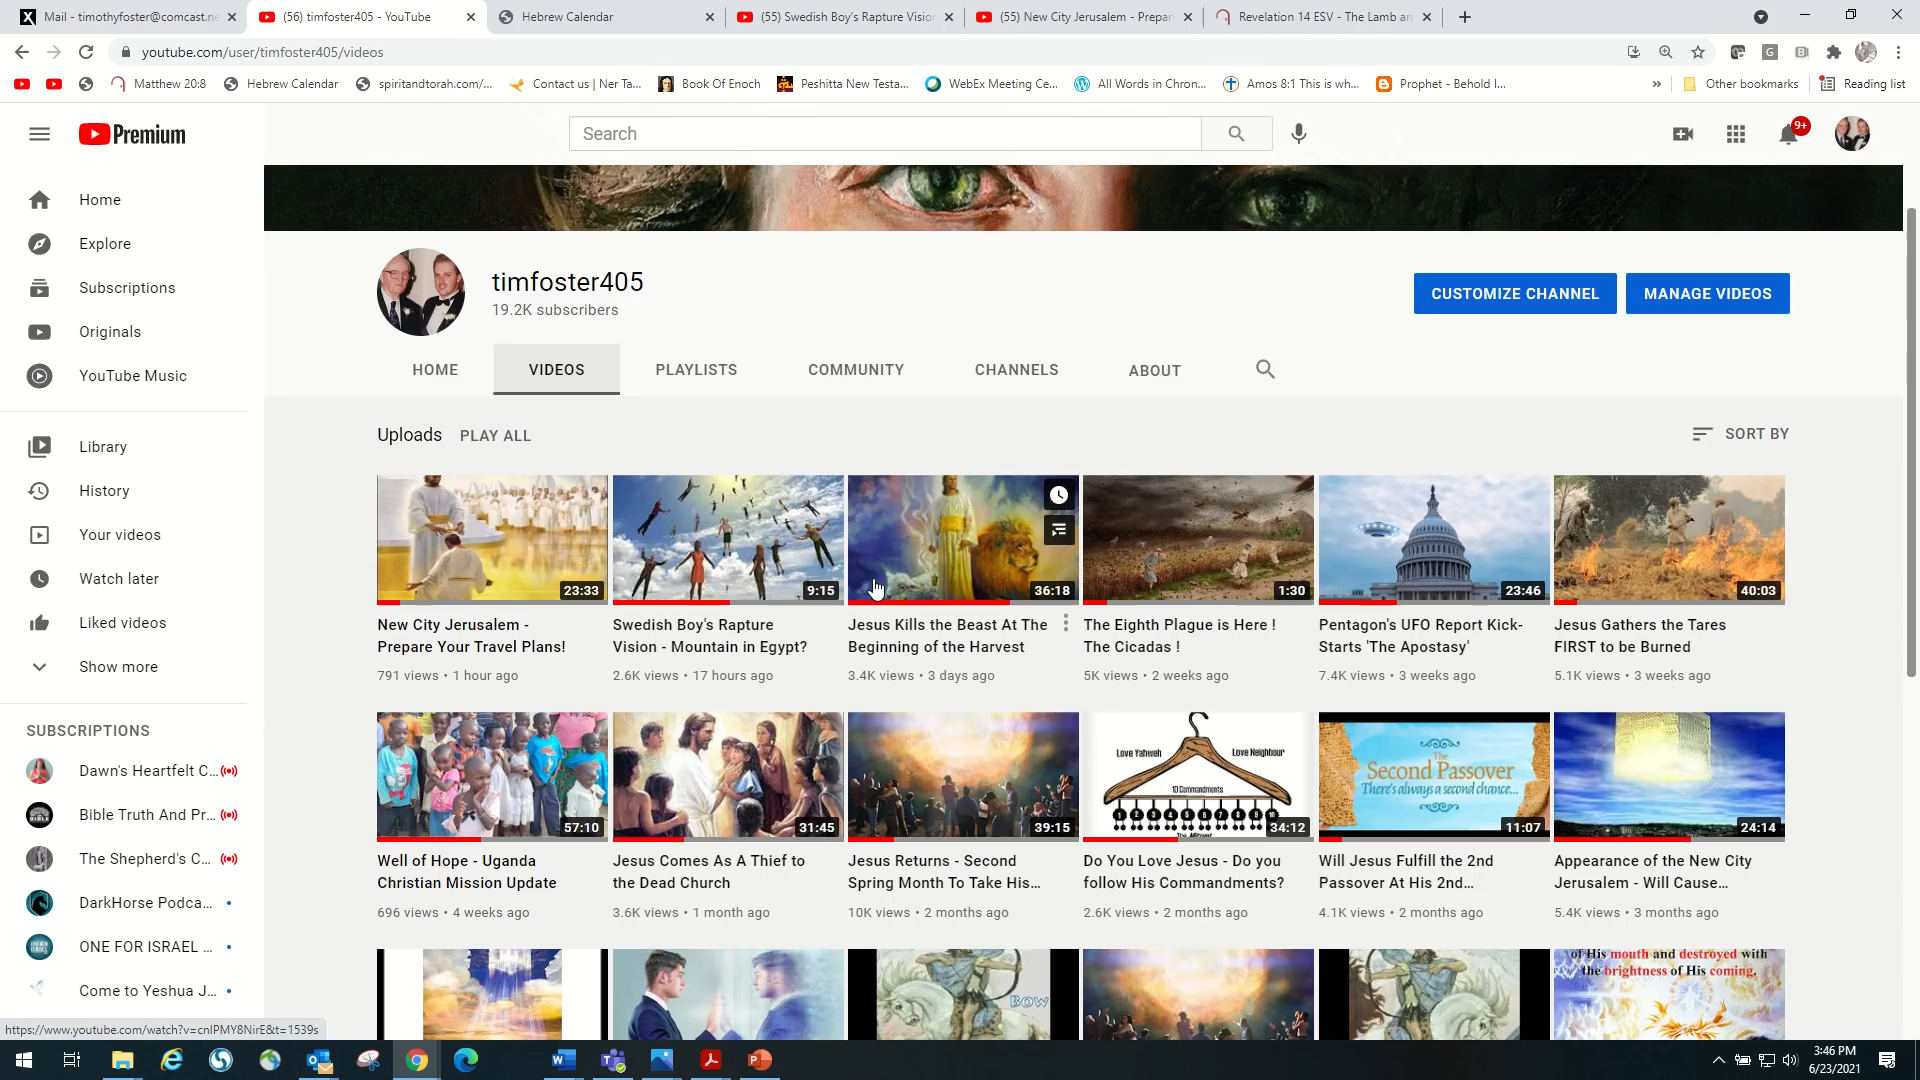 Mail - timothyfoster@comcast.ne
(56) timfoster405 - YouTube
Hebrew Calendar
(55) Swedish Boy's Rapture Visio
(55) New City Jerusalem - Prepar
Revelation 14 ESV - The Lamb an
youtube.com/user/timfoster405/videos
Matthew 20:8
Hebrew Calendar
spiritandtorah.com/...
Contact us | Ner Ta...
Book Of Enoch
Peshitta New Testa...
WebEx Meeting Ce...
All Words in Chron...
Amos 8:1 This is wh...
Prophet - Behold I...
»
Other bookmarks
Reading list
Premium
Search
9+
Home
Explore
Subscriptions
Originals
YouTube Music
Library
History
Your videos
Watch later
Liked videos
Show more
SUBSCRIPTIONS
Dawn's Heartfelt C...
Bible Truth And Pr...
The Shepherd's C...
DarkHorse Podca...
ONE FOR ISRAEL ...
Come to Yeshua J...
timfoster405
19.2K subscribers
CUSTOMIZE CHANNEL
MANAGE VIDEOS
HOME
VIDEOS
PLAYLISTS
COMMUNITY
CHANNELS
ABOUT
Uploads
PLAY ALL
SORT BY
23:33
9:15
36:18
1:30
23:46
40:03
New City Jerusalem -
Prepare Your Travel Plans!
791 views • 1 hour ago
Swedish Boy's Rapture
Vision - Mountain in Egypt?
2.6K views • 17 hours ago
Jesus Kills the Beast At The
Beginning of the Harvest
3.4K views • 3 days ago
The Eighth Plague is Here !
The Cicadas !
5K views • 2 weeks ago
Pentagon's UFO Report Kick-
Starts 'The Apostasy'
7.4K views • 3 weeks ago
Jesus Gathers the Tares
FIRST to be Burned
5.1K views • 3 weeks ago
57:10
31:45
39:15
Love Yahweh
Love Neighbour
10 Commandments
1 2 3 4 5 6 7 8 9 10
34:12
The
Second Passover
There's always a second chance...
11:07
24:14
Well of Hope - Uganda
Christian Mission Update
696 views • 4 weeks ago
Jesus Comes As A Thief to
the Dead Church
3.6K views • 1 month ago
Jesus Returns - Second
Spring Month To Take His...
10K views • 2 months ago
Do You Love Jesus - Do you
follow His Commandments?
2.6K views • 2 months ago
Will Jesus Fulfill the 2nd
Passover At His 2nd...
4.1K views • 2 months ago
Appearance of the New City
Jerusalem - Will Cause...
5.4K views • 3 months ago
Bow
of His mouth and destroyed with
the brightness of His coming.
https://www.youtube.com/watch?v=cnIPMY8NirE&t=1539s
3:46 PM
6/23/2021